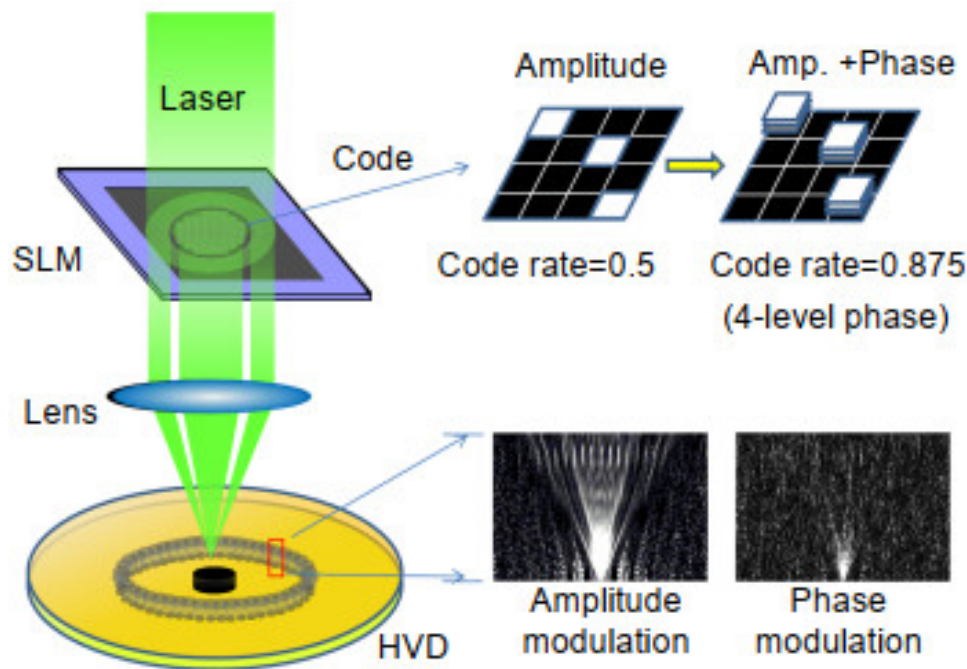 Laser
Code
SLM
Lens
HVD
Amplitude
Code rate=0.5
Amp. +Phase
Code rate=0.875
(4-level phase)
Amplitude
modulation
Phase
modulation